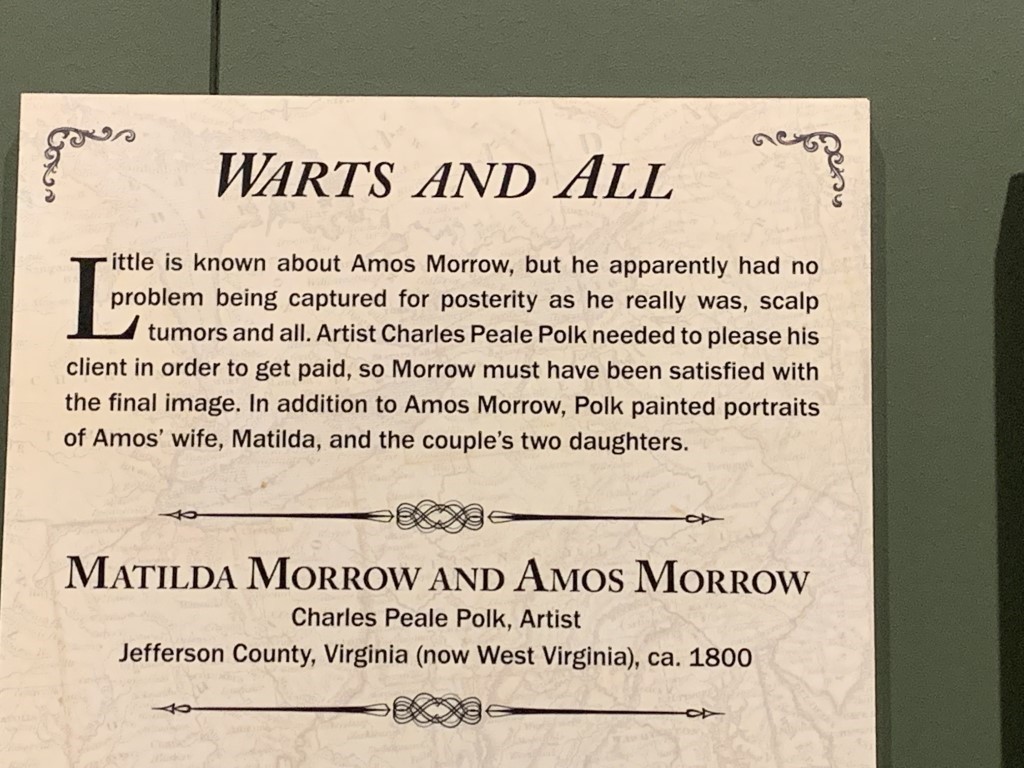 WARTS AND ALL
Little is known about Amos Morrow, but he apparently had no
problem being captured for posterity as he really was, scalp
tumors and all. Artist Charles Peale Polk needed to please his
client in order to get paid, so Morrow must have been satisfied with
the final image. In addition to Amos Morrow, Polk painted portraits
of Amos' wife, Matilda, and the couple's two daughters.
MATILDA MORROW AND AMOS MORROW
Charles Peale Polk, Artist
Jefferson County, Virginia (now West Virginia), ca. 1800